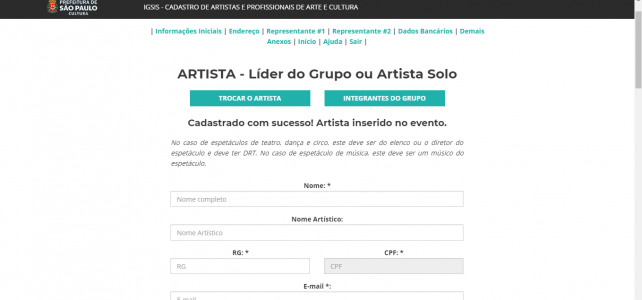 PREFEITURA DE
SÃO PAULO
CULTURA
IGSIS - CADASTRO DE ARTISTAS E PROFISSIONAIS DE ARTE E CULTURA
| Informações Iniciais | Endereço | Representante #1 | Representante #2 | Dados Bancários | Demais
Anexos | Início | Ajuda | Sair |
ARTISTA - Líder do Grupo ou Artista Solo
TROCAR O ARTISTA
INTEGRANTES DO GRUPO
Cadastrado com sucesso! Artista inserido no evento.
No caso de espetáculos de teatro, dança e circo, este deve ser do elenco ou o diretor do
espetáculo e deve ter DRT. No caso de espetáculo de música, este deve ser um músico do
espetáculo.
Nome: *
Nome completo
Nome Artístico:
Nome Artístico
RG: *
CPF: *
RG
CPF
E-mail *:
E-mail